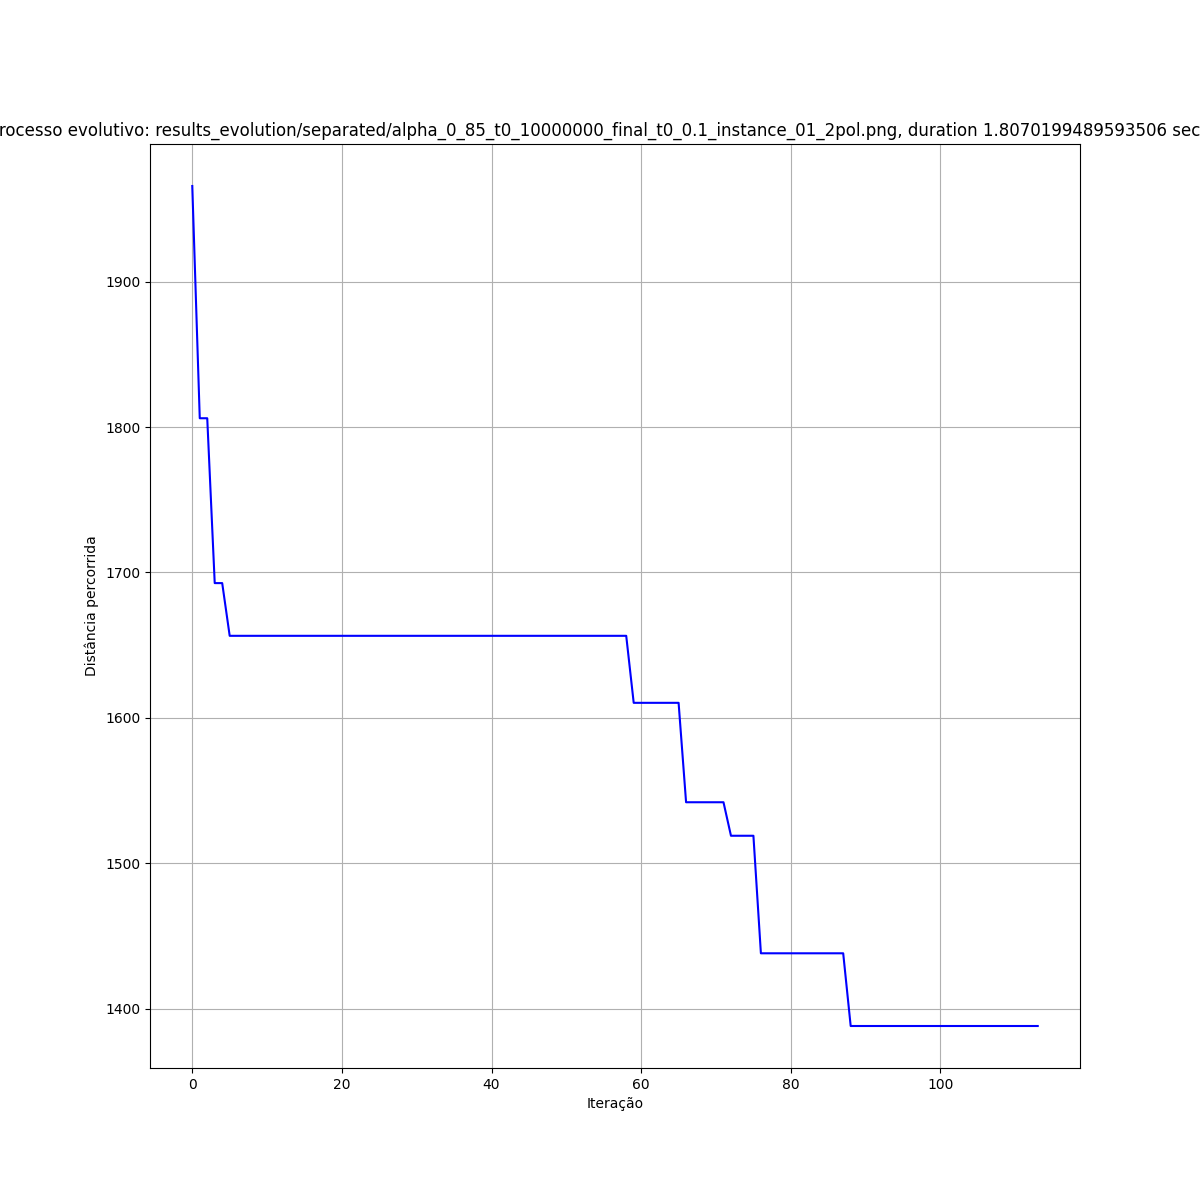 rocesso evolutivo: results_evolution/separated/alpha_0_85_t0_10000000_final_t0_0.1_instance_01_2pol.png, duration 1.8070199489593506 sec
1900
1800
1700
1600
1500
1400
Distância percorrida
0 20 40 60 80 100
Iteração